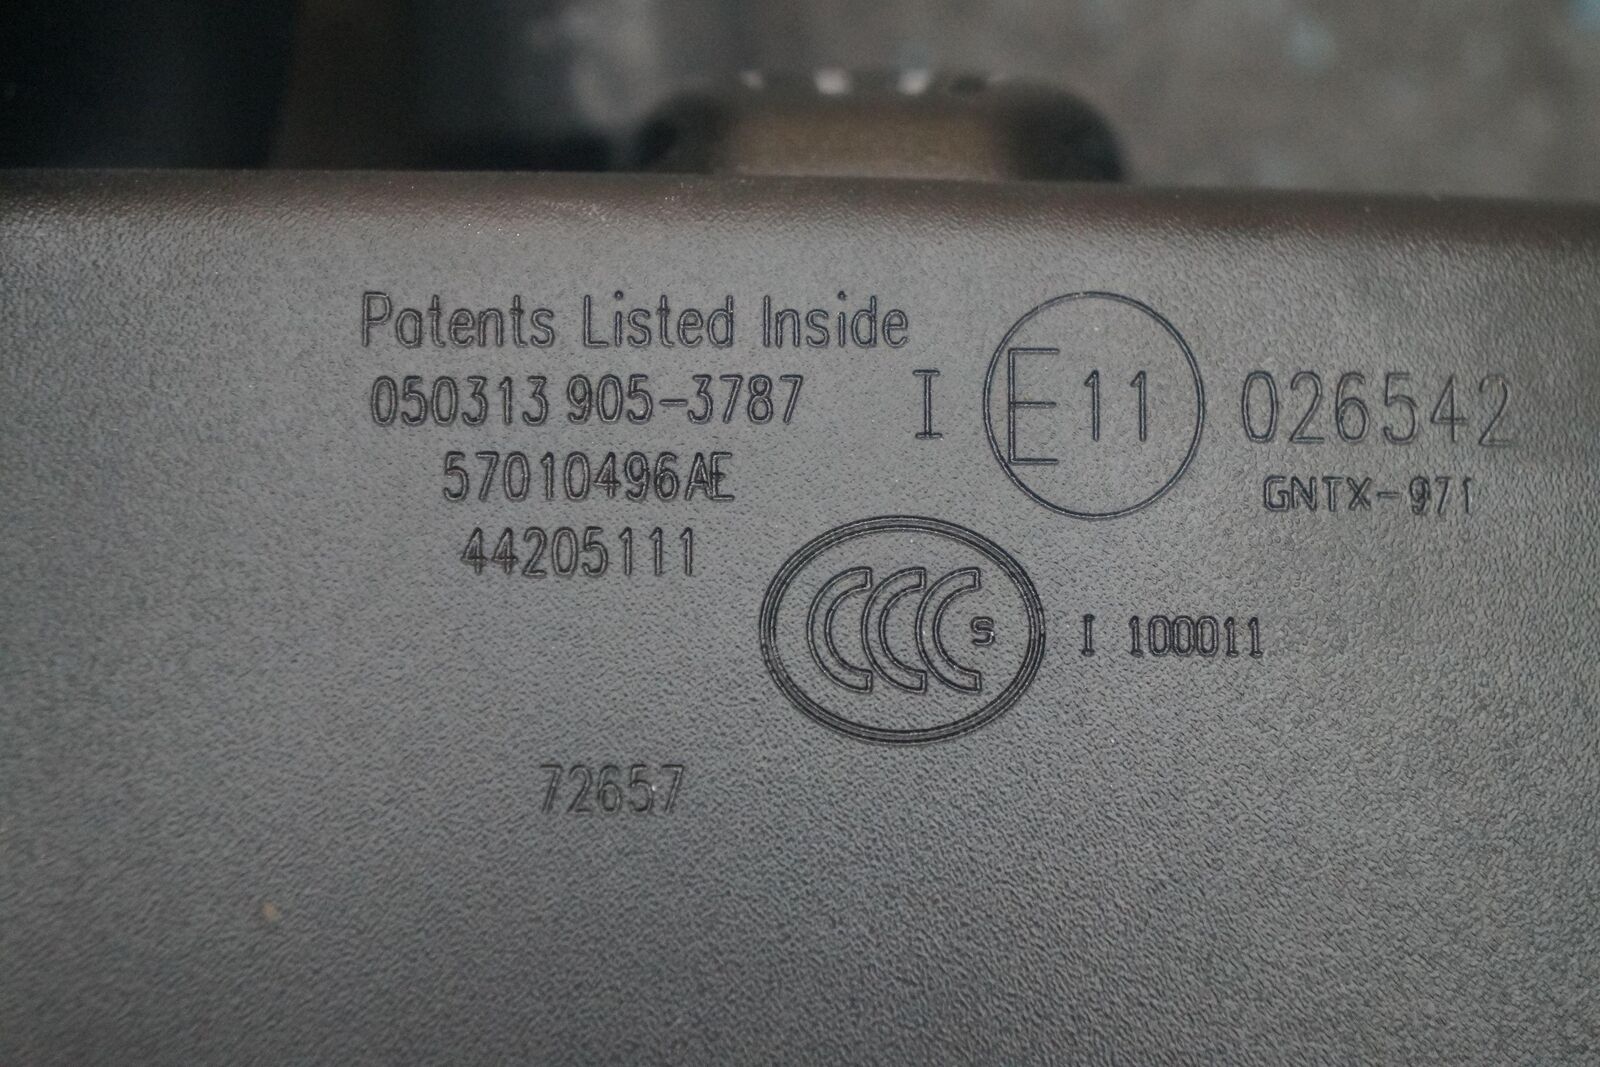 Patents Listed Inside
050313 905-3787
57010496AE
44205111
I E11 026542
GNTX-971
CCC S I 100011
72657